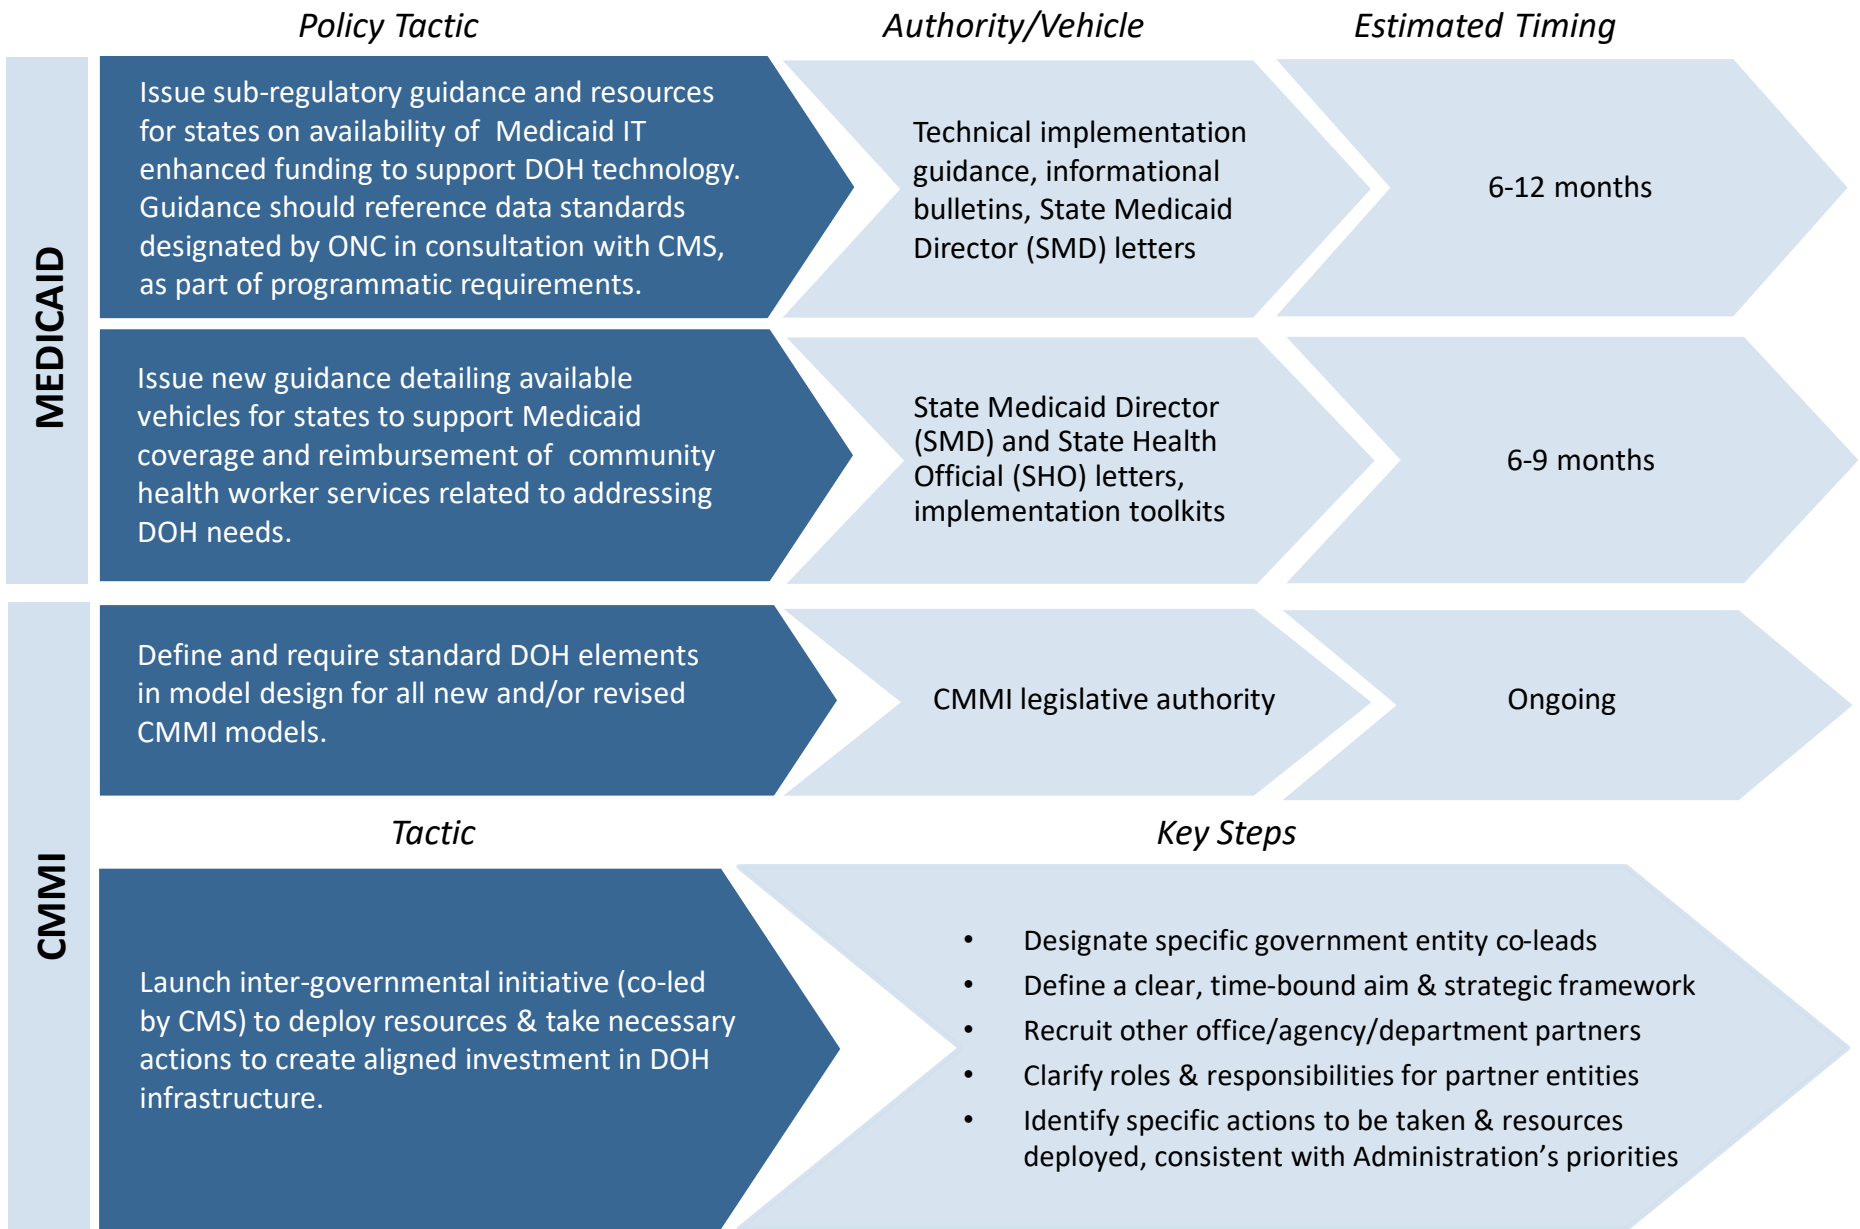 Policy Tactic
Authority/Vehicle
Estimated Timing
MEDICAID
Issue sub-regulatory guidance and resources
for states on availability of Medicaid IT
enhanced funding to support DOH technology.
Guidance should reference data standards
designated by ONC in consultation with CMS,
as part of programmatic requirements.
Technical implementation
guidance, informational
bulletins, State Medicaid
Director (SMD) letters
6-12 months
Issue new guidance detailing available
vehicles for states to support Medicaid
coverage and reimbursement of community
health worker services related to addressing
DOH needs.
State Medicaid Director
(SMD) and State Health
Official (SHO) letters,
implementation toolkits
6-9 months
CMMI
Define and require standard DOH elements
in model design for all new and/or revised
CMMI models.
CMMI legislative authority
Ongoing
Tactic
Key Steps
Launch inter-governmental initiative (co-led
by CMS) to deploy resources & take necessary
actions to create aligned investment in DOH
infrastructure.
• Designate specific government entity co-leads
• Define a clear, time-bound aim & strategic framework
• Recruit other office/agency/department partners
• Clarify roles & responsibilities for partner entities
• Identify specific actions to be taken & resources
deployed, consistent with Administration’s priorities